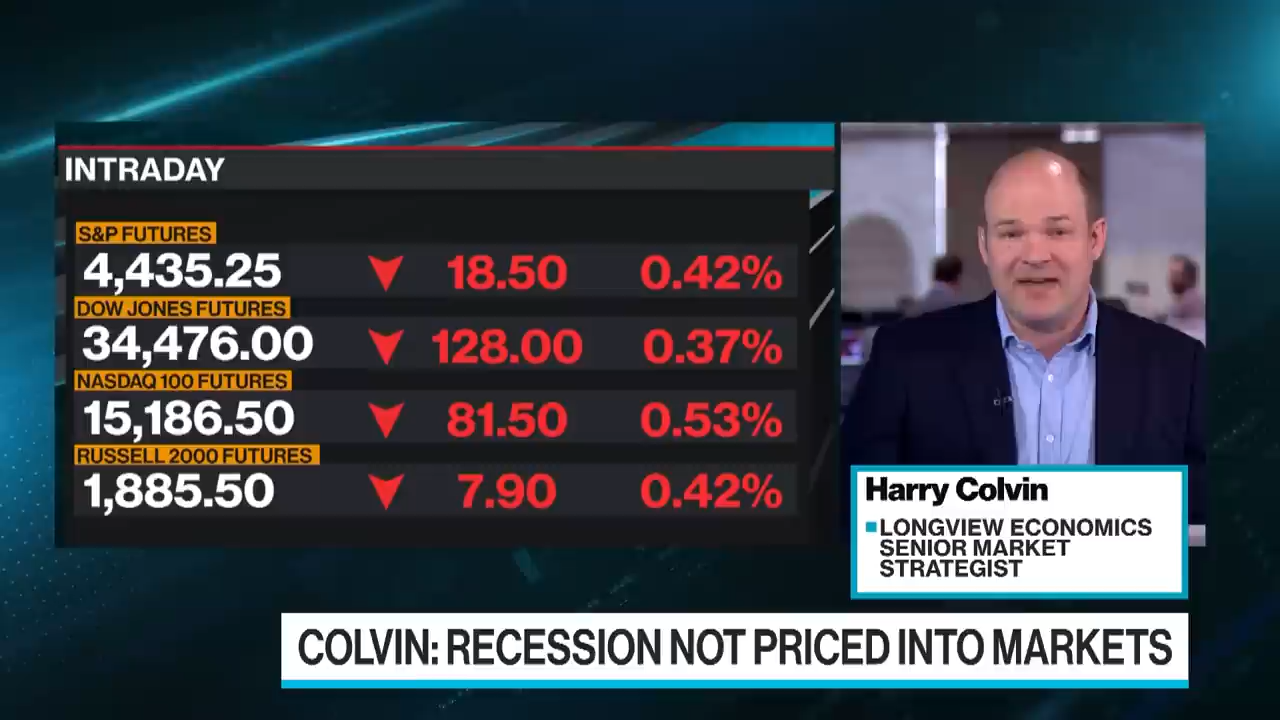 INTRADAY
S&P FUTURES
4,435.25 18.50 0.42%
DOW JONES FUTURES
34,476.00 128.00 0.37%
NASDAQ 100 FUTURES
15,186.50 81.50 0.53%
RUSSELL 2000 FUTURES
1,885.50 7.90 0.42%
Harry Colvin
LONGVIEW ECONOMICS
SENIOR MARKET
STRATEGIST
COLVIN: RECESSION NOT PRICED INTO MARKETS